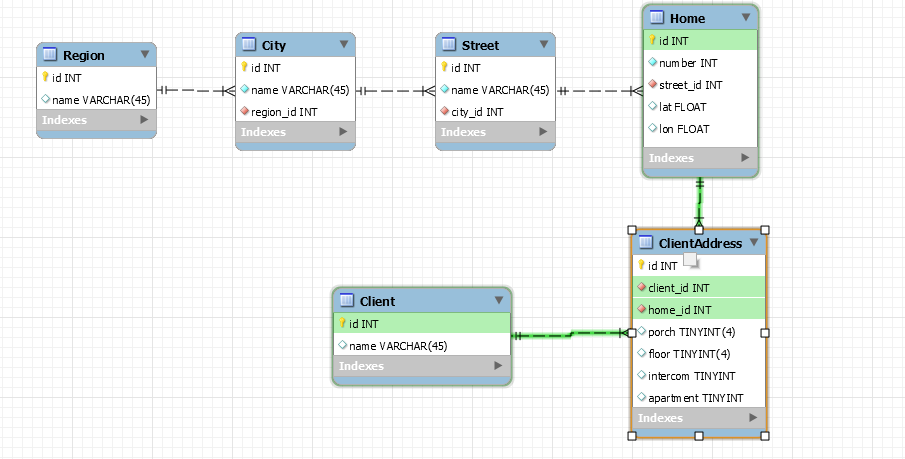 Region
id INT
name VARCHAR(45)
Indexes
City
id INT
name VARCHAR(45)
region_id INT
Indexes
Street
id INT
name VARCHAR(45)
city_id INT
Indexes
Home
id INT
number INT
street_id INT
lat FLOAT
lon FLOAT
Indexes
Client
id INT
name VARCHAR(45)
Indexes
ClientAddress
id INT
client_id INT
home_id INT
porch TINYINT(4)
floor TINYINT(4)
intercom TINYINT
apartment TINYINT
Indexes